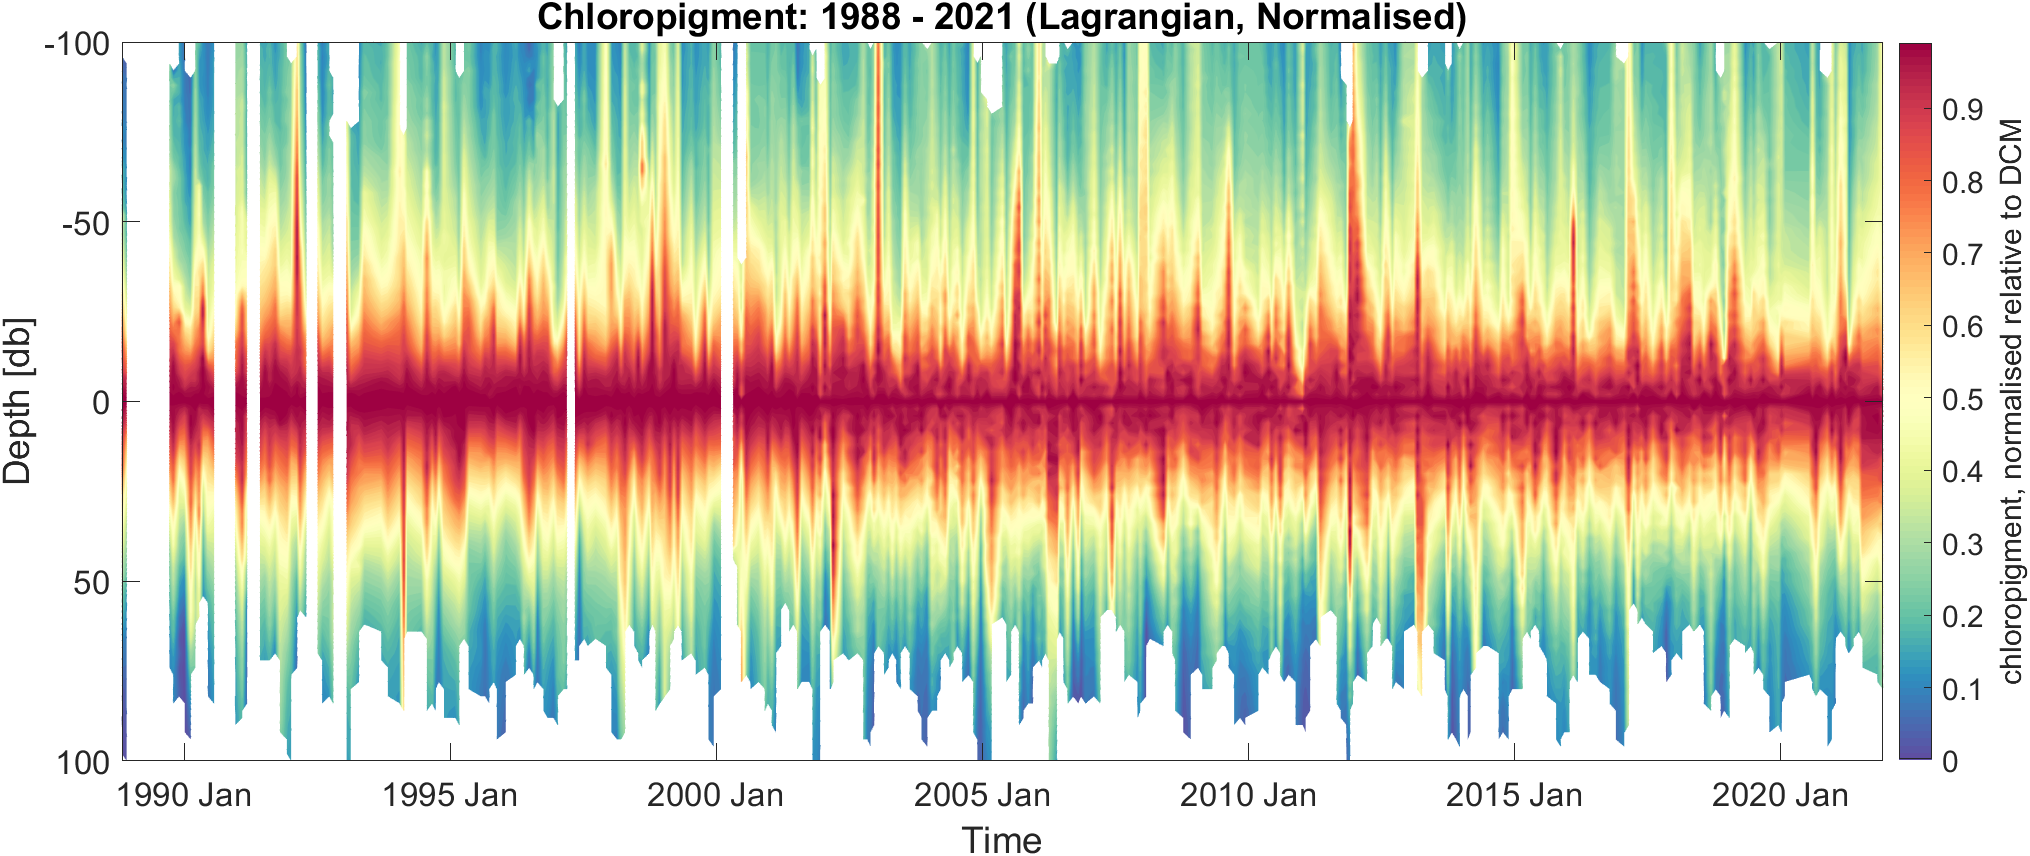 Chloropigment: 1988 - 2021 (Lagrangian, Normalised)
-100
-50
0
50
100
Depth [db]
1990 Jan
1995 Jan
2000 Jan
2005 Jan
2010 Jan
2015 Jan
2020 Jan
Time
0.9
0.8
0.7
0.6
0.5
0.4
0.3
0.2
0.1
0
chloropigment, normalised relative to DCM